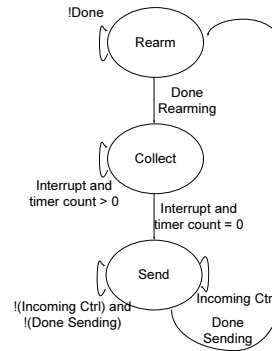 !Done
Rearm
Done
Rearming
Collect
Interrupt and
timer count > 0
Interrupt and
timer count = 0
Send
Incoming Ctrl
!(Incoming Ctrl) and
!(Done Sending)
Done
Sending